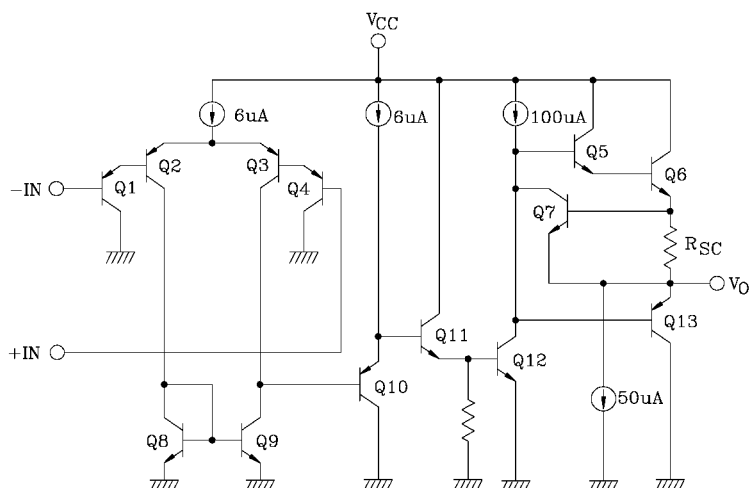 VCC
6uA
6uA
100uA
Q5
Q2
Q3
Q6
–IN
Q1
Q4
Q7
RSC
VO
Q13
+IN
Q11
Q12
Q10
50uA
Q8
Q9